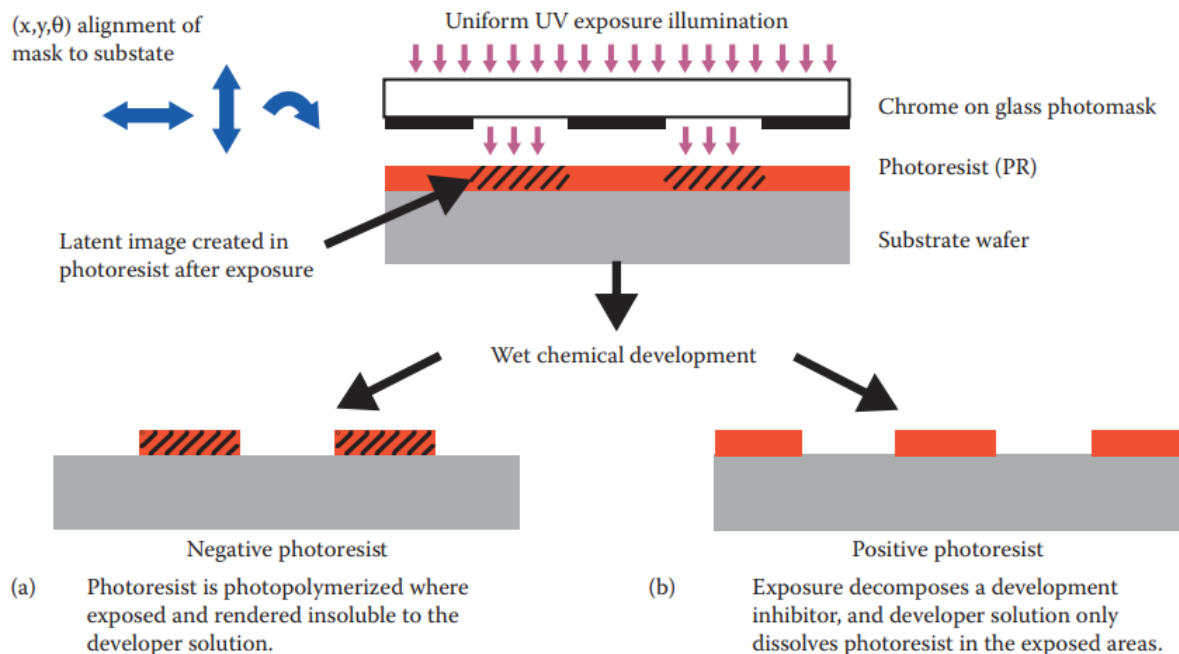 (x,y,θ) alignment of
mask to substate
Uniform UV exposure illumination
Chrome on glass photomask
Photoresist (PR)
Latent image created in
photoresist after exposure
Substrate wafer
Wet chemical development
Negative photoresist
(a) Photoresist is photopolymerized where
exposed and rendered insoluble to the
developer solution.
Positive photoresist
(b) Exposure decomposes a development
inhibitor, and developer solution only
dissolves photoresist in the exposed areas.